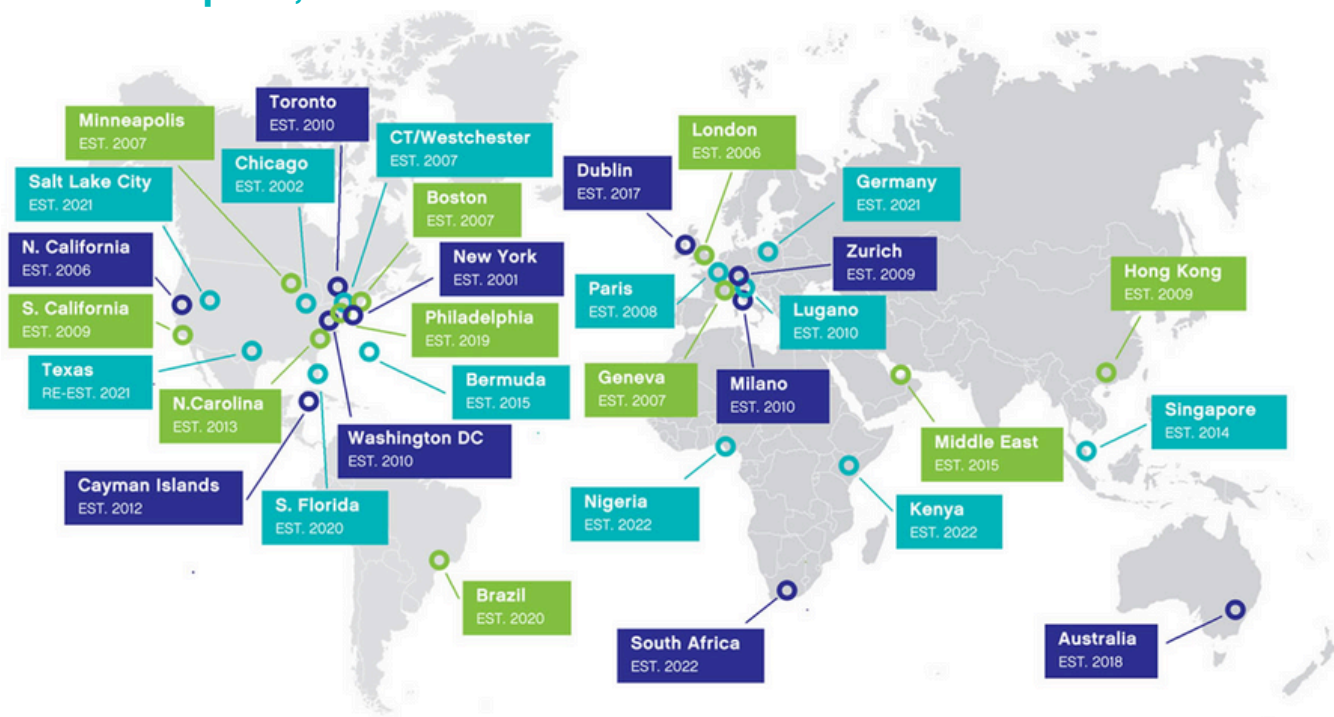 Toronto
EST. 2010
Minneapolis
EST. 2007
CT/Westchester
EST. 2007
Chicago
EST. 2002
Salt Lake City
EST. 2021
Boston
EST. 2007
N. California
EST. 2006
New York
EST. 2001
S. California
EST. 2009
Philadelphia
EST. 2019
Texas
RE-EST. 2021
Bermuda
EST. 2015
N.Carolina
EST. 2013
Washington DC
EST. 2010
Cayman Islands
EST. 2012
S. Florida
EST. 2020
Brazil
EST. 2020
London
EST. 2006
Dublin
EST. 2017
Germany
EST. 2021
Zurich
EST. 2009
Paris
EST. 2008
Lugano
EST. 2010
Geneva
EST. 2007
Milano
EST. 2010
Hong Kong
EST. 2009
Singapore
EST. 2014
Middle East
EST. 2015
Nigeria
EST. 2022
Kenya
EST. 2022
South Africa
EST. 2022
Australia
EST. 2018